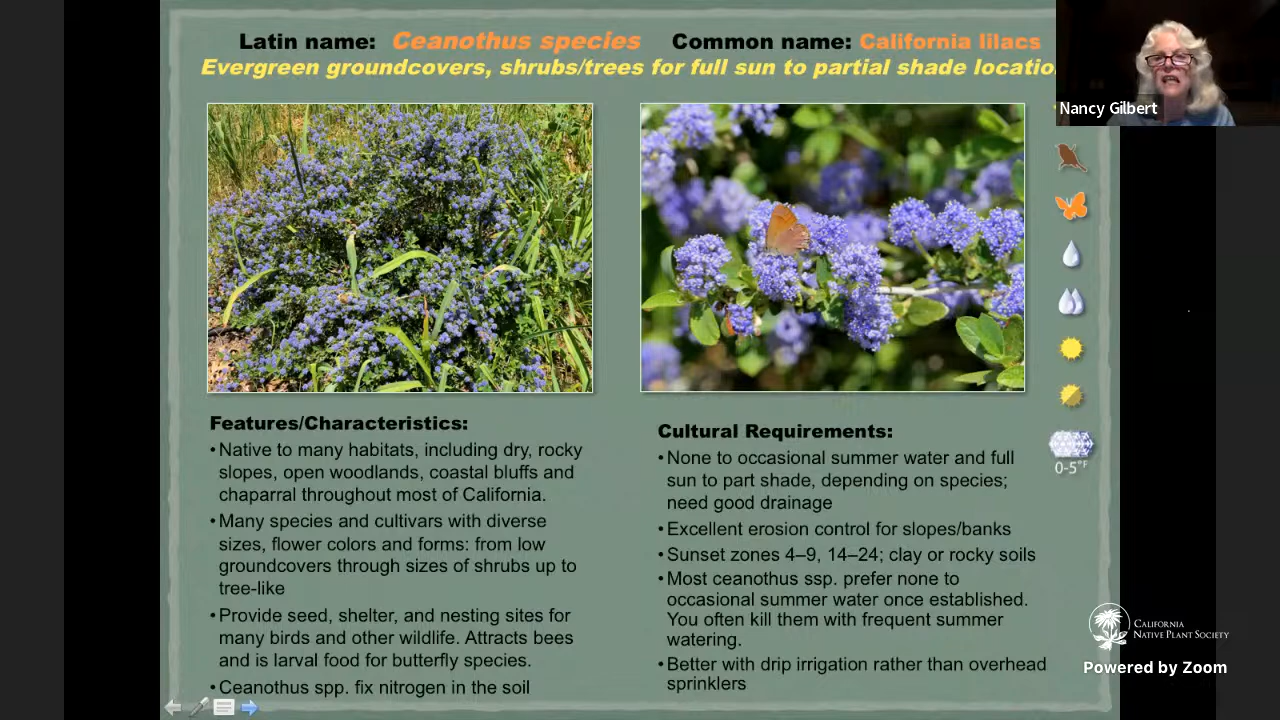 Latin name: Ceanothus species Common name: California lilacs
Evergreen groundcovers, shrubs/trees for full sun to partial shade
Nancy Gilbert
0-5°F
Features/Characteristics:
•Native to many habitats, including dry, rocky
slopes, open woodlands, coastal bluffs and
chaparral throughout most of California.
•Many species and cultivars with diverse
sizes, flower colors and forms: from low
groundcovers through sizes of shrubs up to
tree-like
•Provide seed, shelter, and nesting sites for
many birds and other wildlife. Attracts bees
and is larval food for butterfly species.
•Ceanothus spp. fix nitrogen in the soil
Cultural Requirements:
•None to occasional summer water and full
sun to part shade, depending on species;
need good drainage
•Excellent erosion control for slopes/banks
•Sunset zones 4–9, 14–24; clay or rocky soils
•Most ceanothus ssp. prefer none to
occasional summer water once established.
You often kill them with frequent summer
watering.
•Better with drip irrigation rather than overhead
sprinklers
CALIFORNIA
NATIVE PLANT SOCIETY
Powered by Zoom